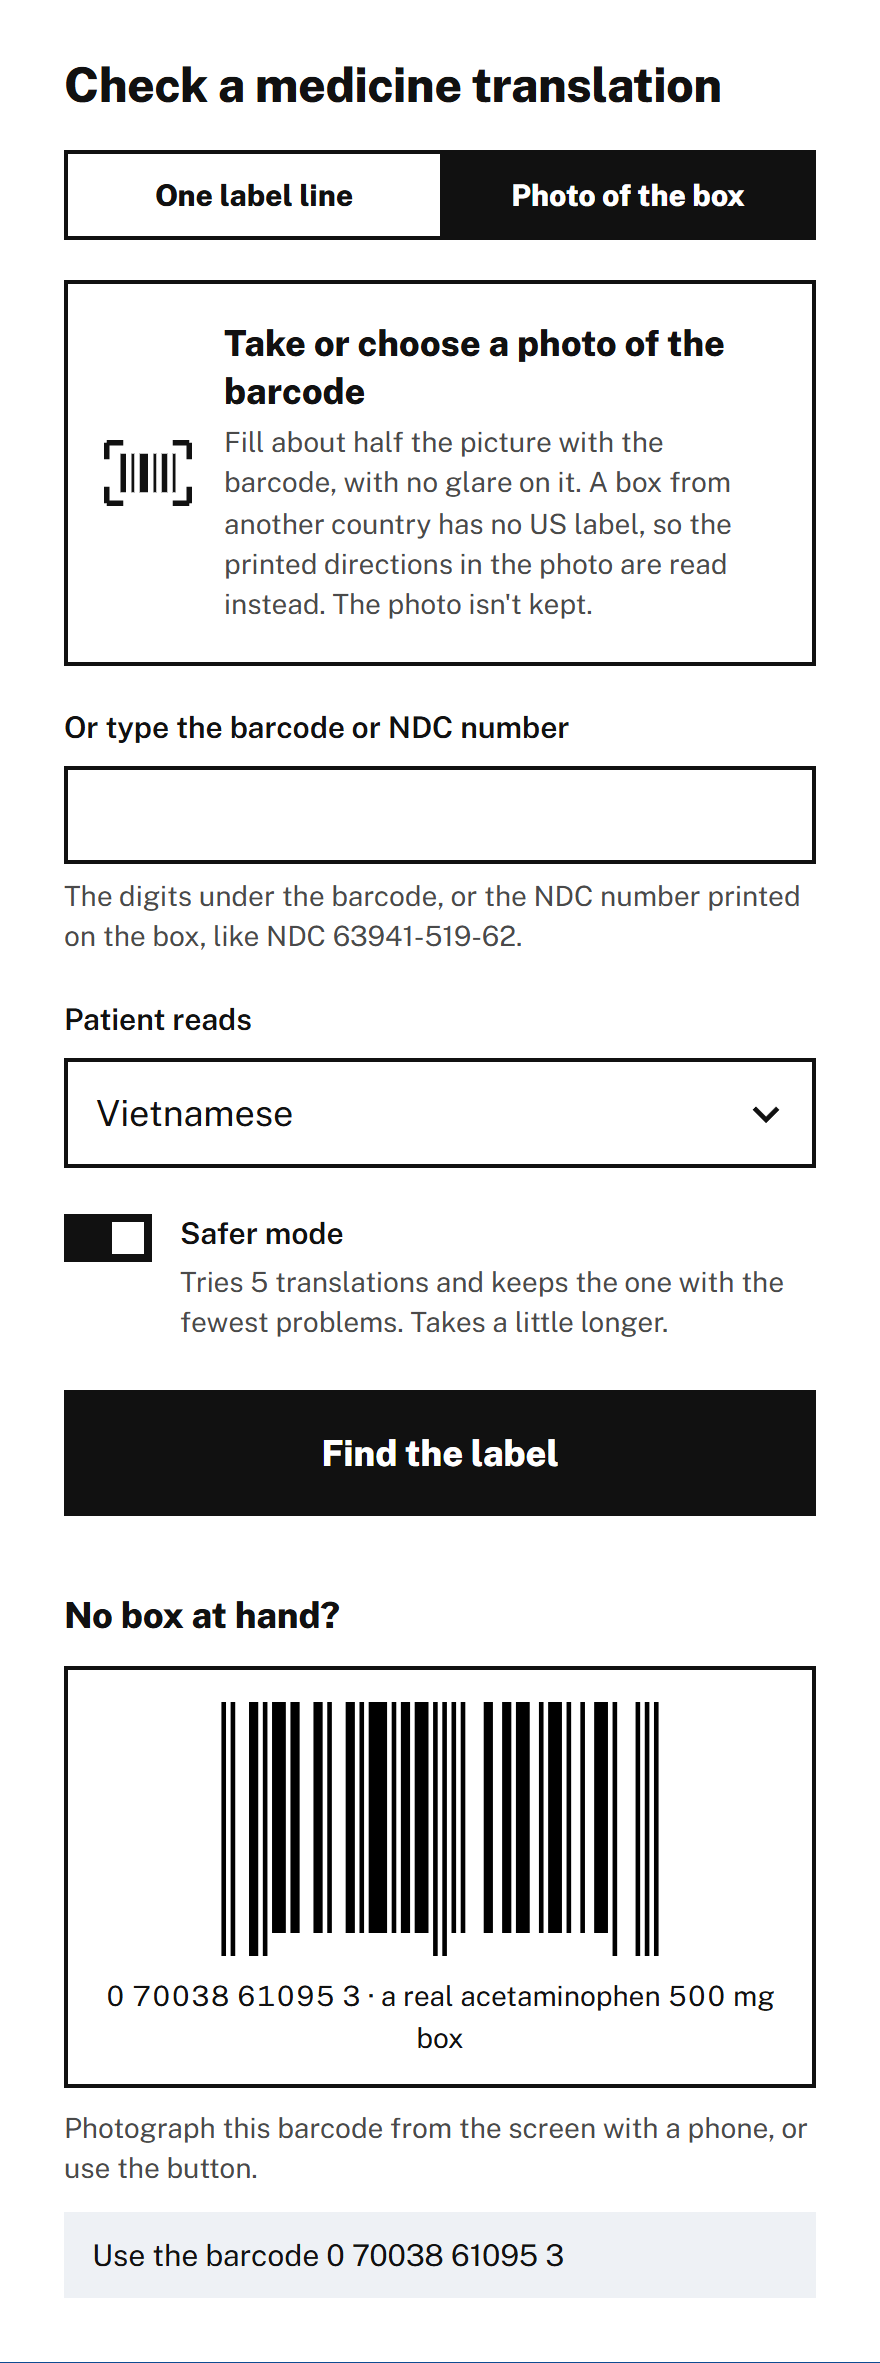 Check a medicine translation
One label line
Photo of the box
Take or choose a photo of the
barcode
Fill about half the picture with the
barcode, with no glare on it. A box from
another country has no US label, so the
printed directions in the photo are read
instead. The photo isn't kept.
Or type the barcode or NDC number
The digits under the barcode, or the NDC number printed
on the box, like NDC 63941-519-62.
Patient reads
Vietnamese
Safer mode
Tries 5 translations and keeps the one with the
fewest problems. Takes a little longer.
Find the label
No box at hand?
0 70038 61095 3 · a real acetaminophen 500 mg
box
Photograph this barcode from the screen with a phone, or
use the button.
Use the barcode 0 70038 61095 3